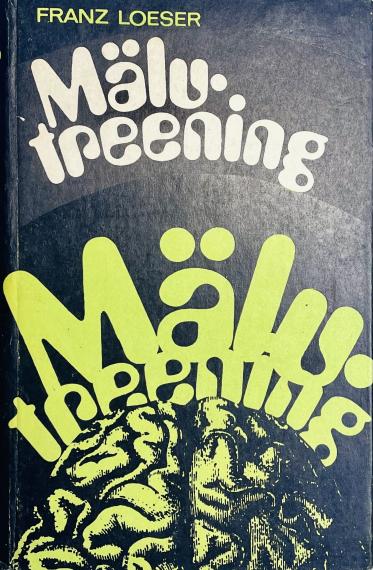 FRANZ LOESER
Mälu-
treening
Mälu-
treening